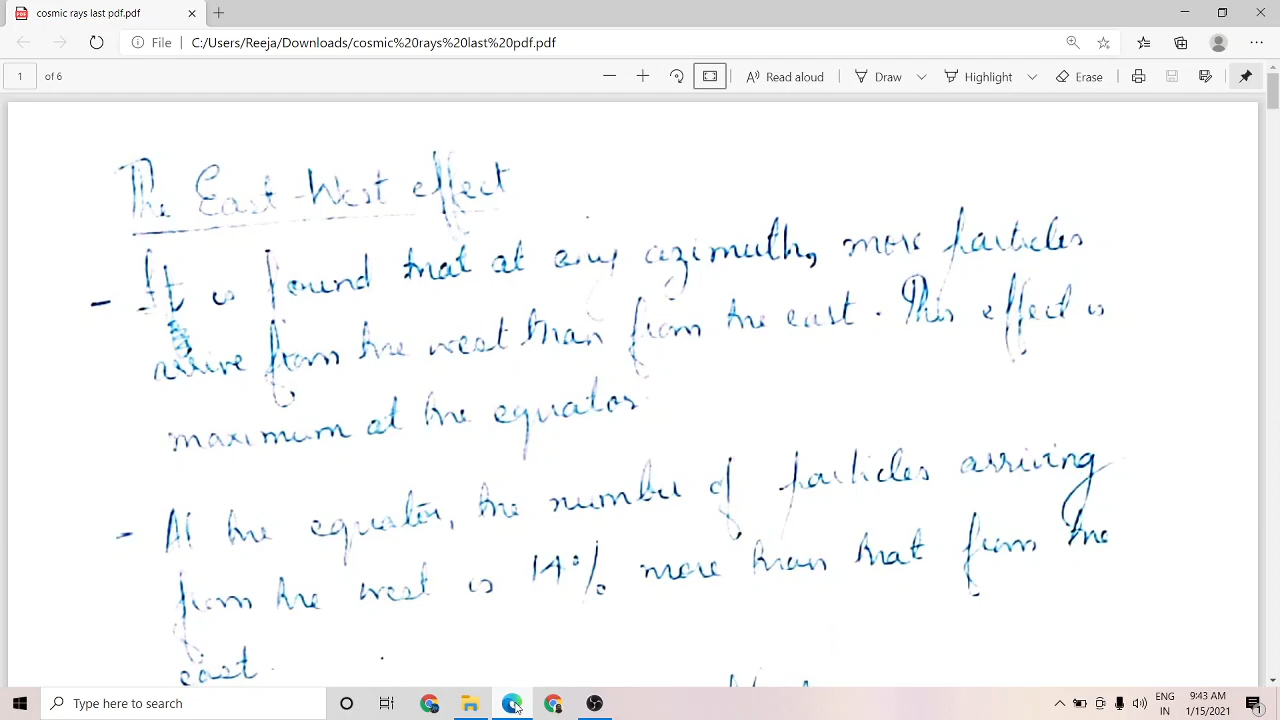 cosmic rays last pdf.pdf
File
C:/Users/Reeja/Downloads/cosmic%20rays%20last%20pdf.pdf
1 of 6
Read aloud
Draw
Highlight
Erase
The East-West effect
- It is found that at any azimuth, more particles
arrive from the west than from the east. This effect is
maximum at the equator.
- At the equator, the number of particles arriving
from the west is 14% more than that from the
east.
Type here to search
ENG
IN
9:43 AM
1/15/2021